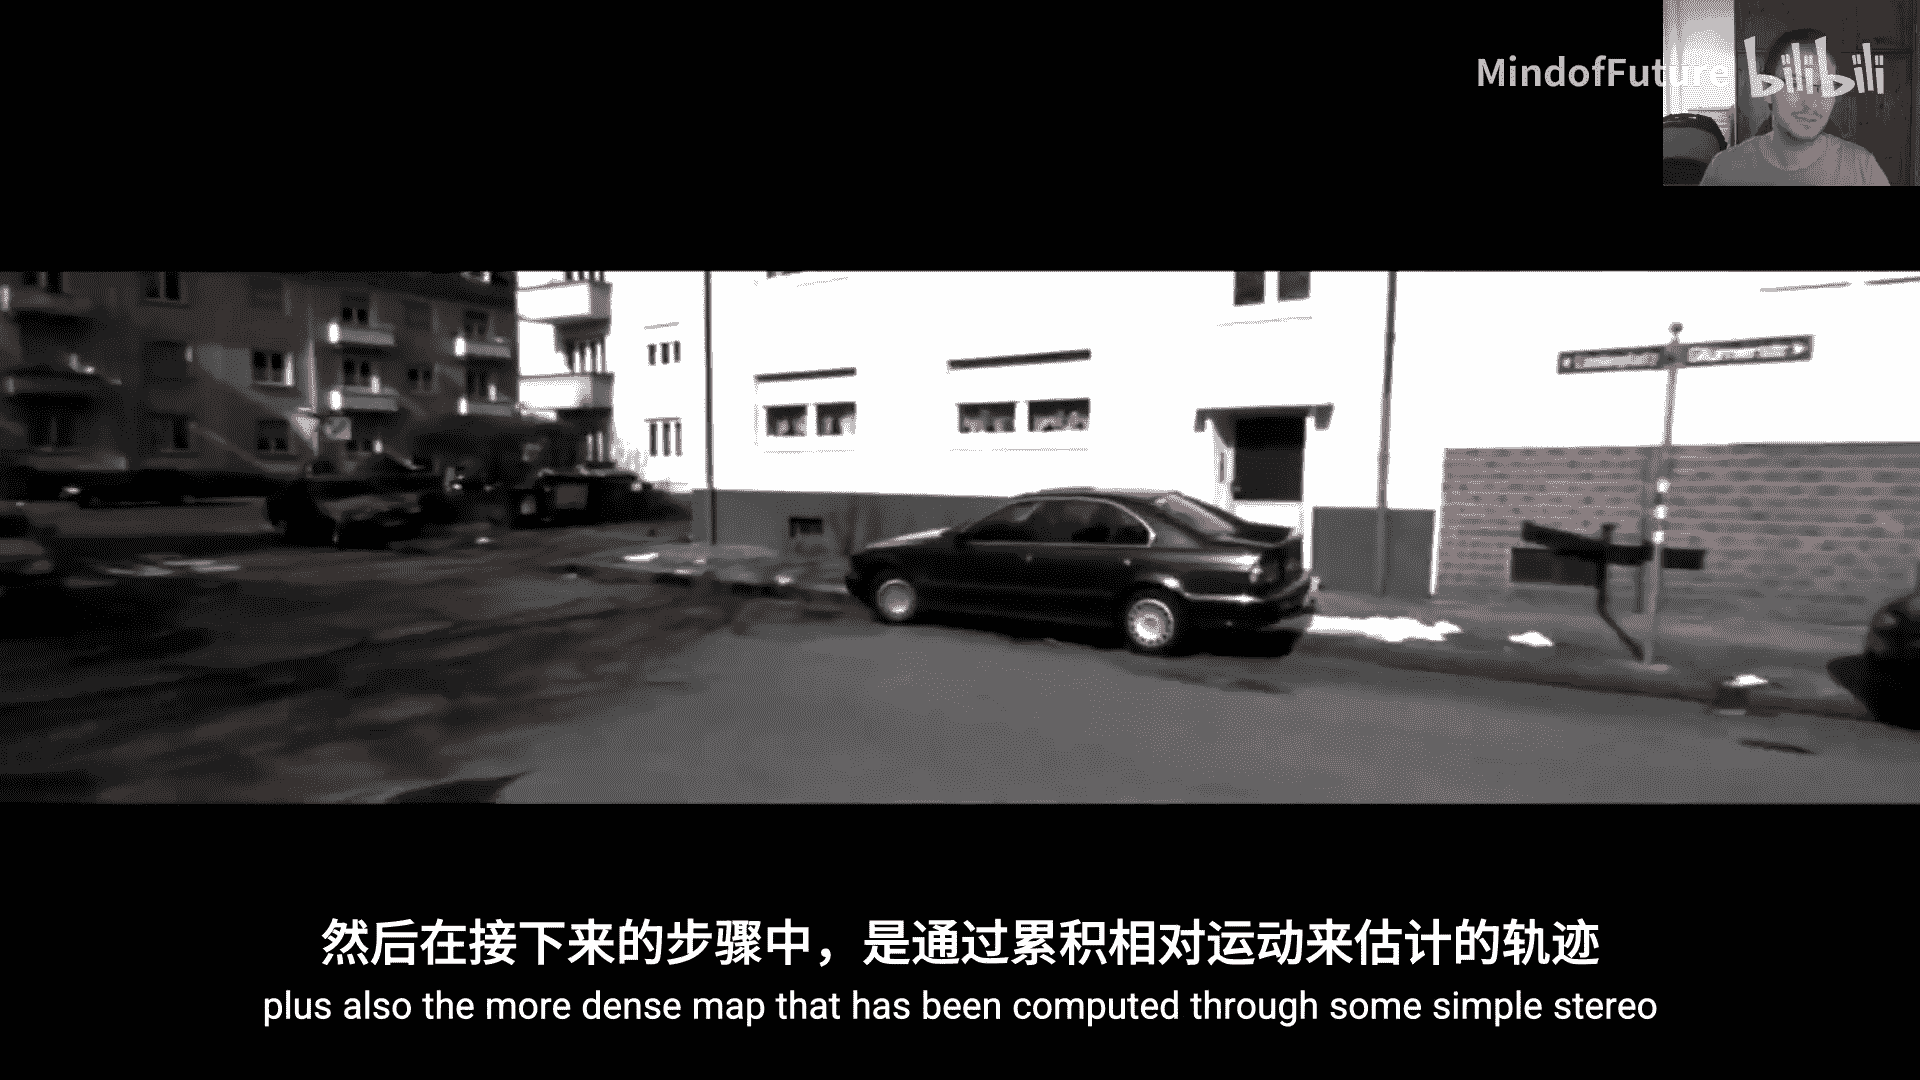 MindofFuture bilibili
然后在接下来的步骤中，是通过累积相对运动来估计的轨迹
plus also the more dense map that has been computed through some simple stereo